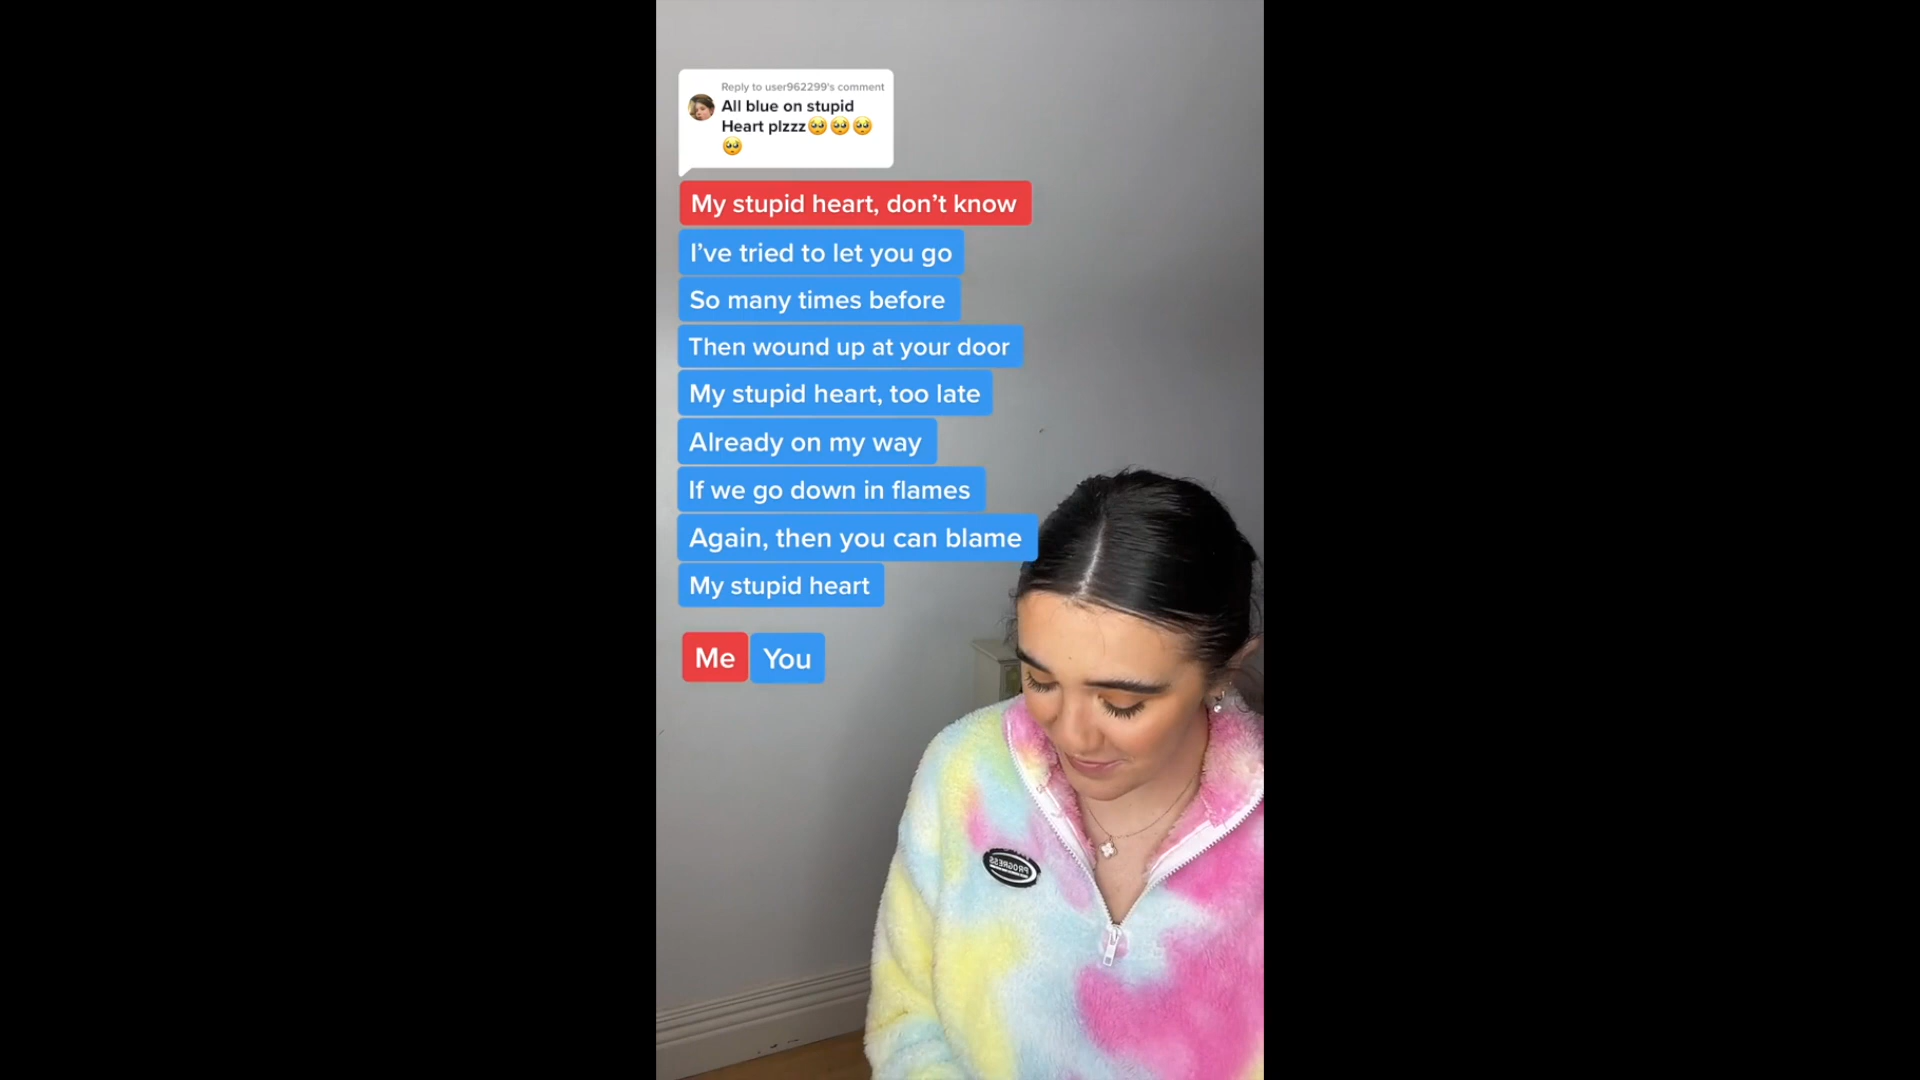 Reply to user962299's comment
All blue on stupid
Heart plzzz🥺🥺🥺
🥺
My stupid heart, don’t know
I’ve tried to let you go
So many times before
Then wound up at your door
My stupid heart, too late
Already on my way
If we go down in flames
Again, then you can blame
My stupid heart
Me You
PROGRESS